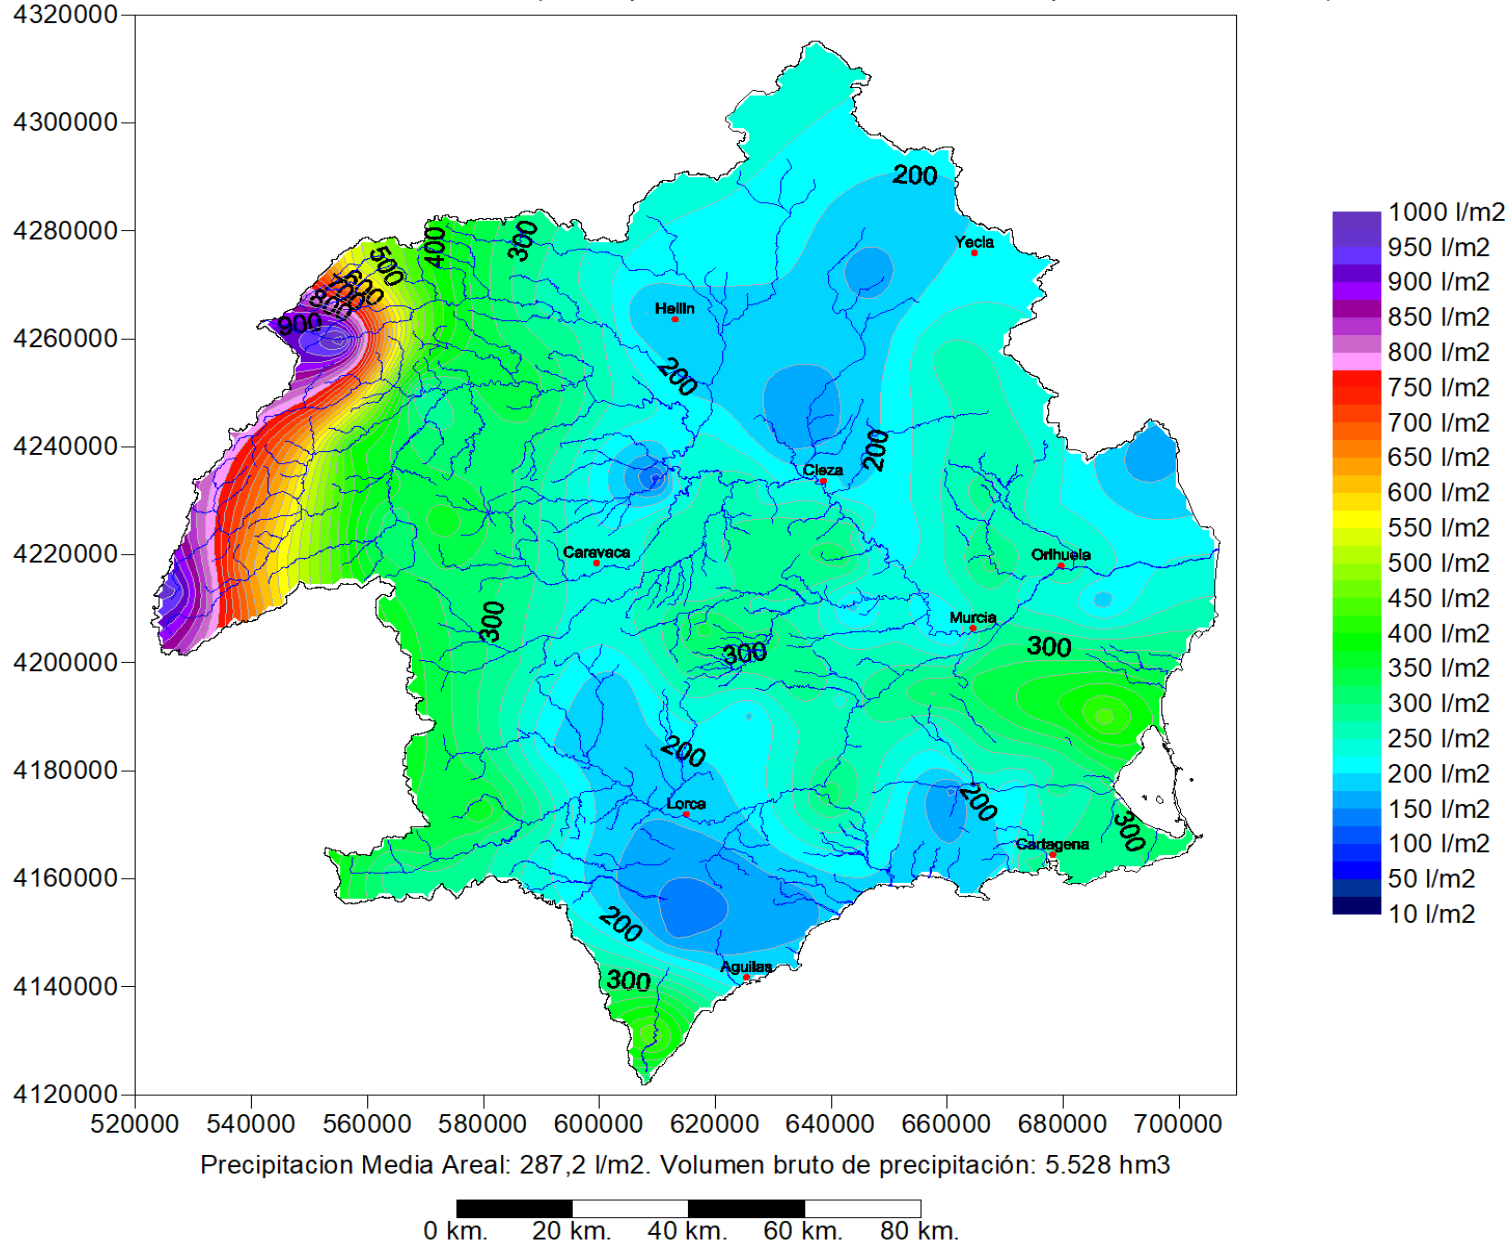 4320000
4300000
4280000
4260000
4240000
4220000
4200000
4180000
4160000
4140000
4120000
520000 540000 560000 580000 600000 620000 640000 660000 680000 700000
200
Yecla
400
300
500
600
700
800
900
Hellin
200
200
Cieza
Caravaca
Orihuela
300
Murcia
300
300
200
Lorca
200
Cartagena
300
200
Aguilas
300
1000 l/m2
950 l/m2
900 l/m2
850 l/m2
800 l/m2
750 l/m2
700 l/m2
650 l/m2
600 l/m2
550 l/m2
500 l/m2
450 l/m2
400 l/m2
350 l/m2
300 l/m2
250 l/m2
200 l/m2
150 l/m2
100 l/m2
50 l/m2
10 l/m2
Precipitacion Media Areal: 287,2 l/m2. Volumen bruto de precipitación: 5.528 hm3
0 km. 20 km. 40 km. 60 km. 80 km.